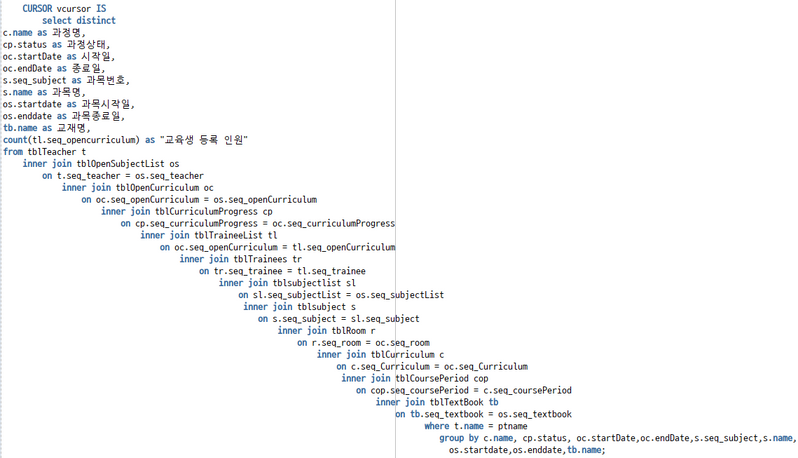 CURSOR vcursor IS
select distinct
c.name as 과정명,
cp.status as 과정상태,
oc.startDate as 시작일,
oc.endDate as 종료일,
s.seq_subject as 과목번호,
s.name as 과목명,
os.startdate as 과목시작일,
os.enddate as 과목종료일,
tb.name as 교재명,
count(tl.seq_opencurriculum) as "교육생 등록 인원"
from tblTeacher t
inner join tblOpenSubjectList os
on t.seq_teacher = os.seq_teacher
inner join tblOpenCurriculum oc
on oc.seq_openCurriculum = os.seq_openCurriculum
inner join tblCurriculumProgress cp
on cp.seq_curriculumProgress = oc.seq_curriculumProgress
inner join tblTraineeList tl
on oc.seq_openCurriculum = tl.seq_openCurriculum
inner join tblTrainees tr
on tr.seq_trainee = tl.seq_trainee
inner join tblsubjectlist sl
on sl.seq_subjectList = os.seq_subjectList
inner join tblsubject s
on s.seq_subject = sl.seq_subject
inner join tblRoom r
on r.seq_room = oc.seq_room
inner join tblCurriculum c
on c.seq_Curriculum = oc.seq_Curriculum
inner join tblCoursePeriod cop
on cop.seq_coursePeriod = c.seq_coursePeriod
inner join tblTextBook tb
on tb.seq_textbook = os.seq_textbook
where t.name = ptname
group by c.name, cp.status, oc.startDate,oc.endDate,s.seq_subject,s.name,
os.startdate,os.enddate,tb.name;